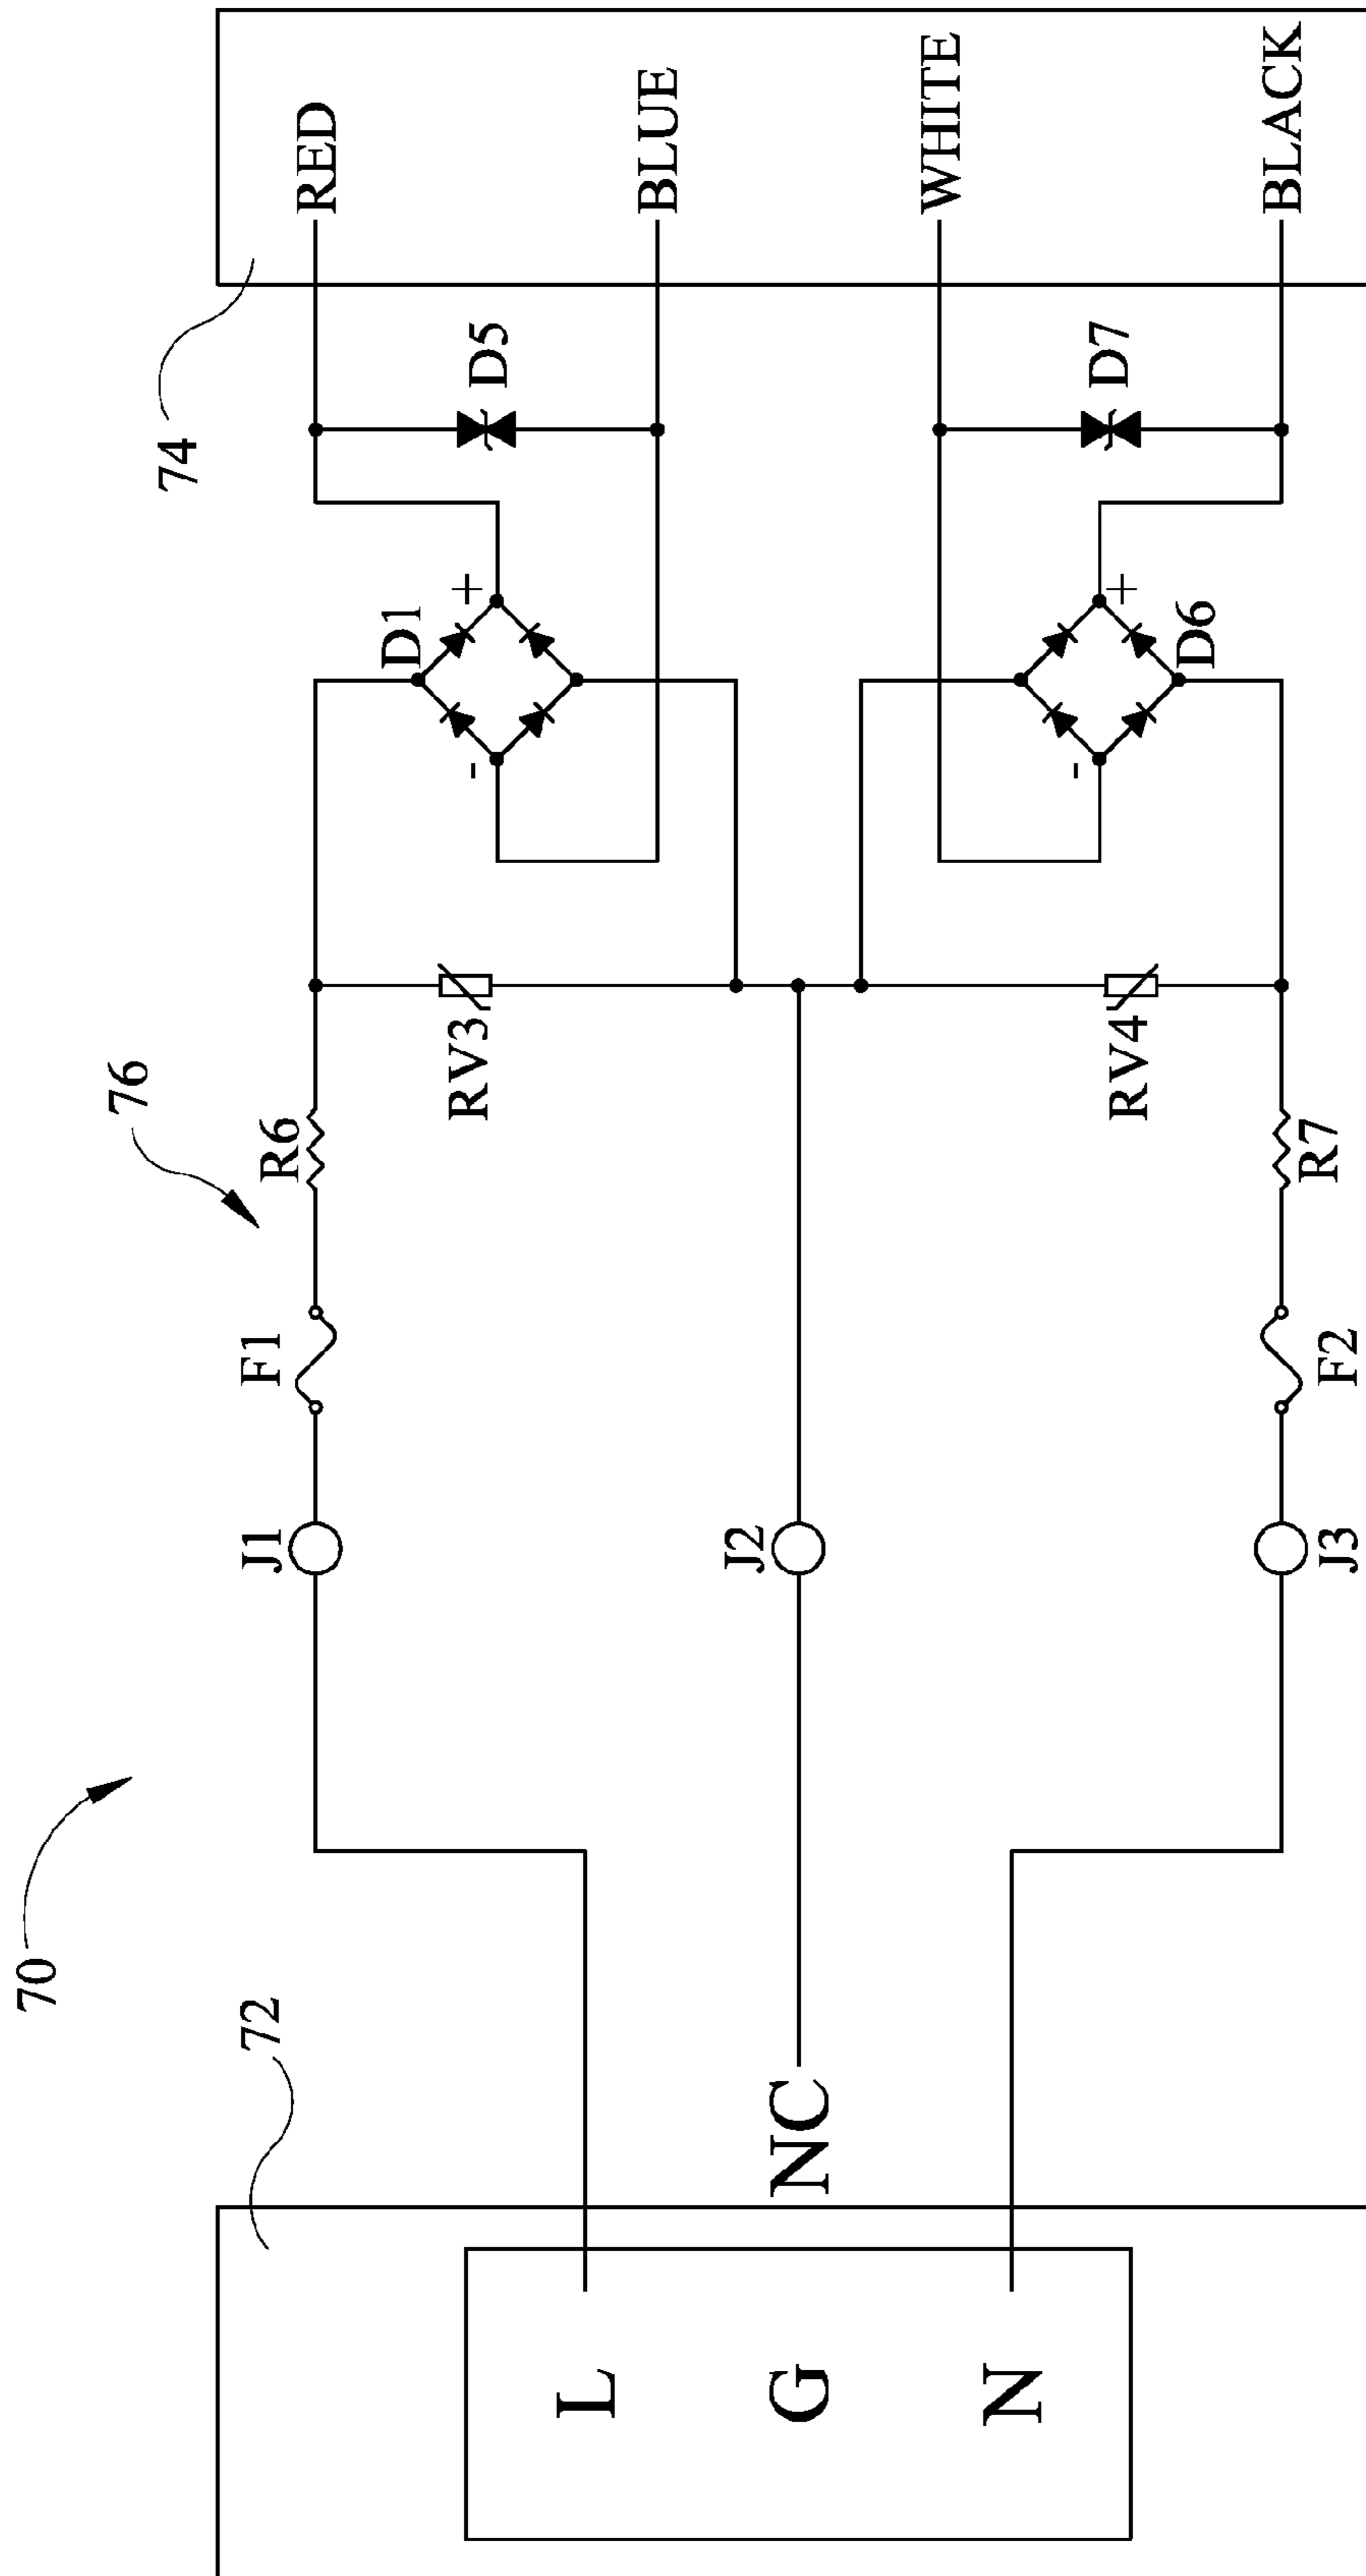 70
72
L
G
N
NC
J1
J2
J3
F1
F2
76
R6
R7
RV3
RV4
D1
+
-
D6
+
-
74
D5
D7
RED
BLUE
WHITE
BLACK